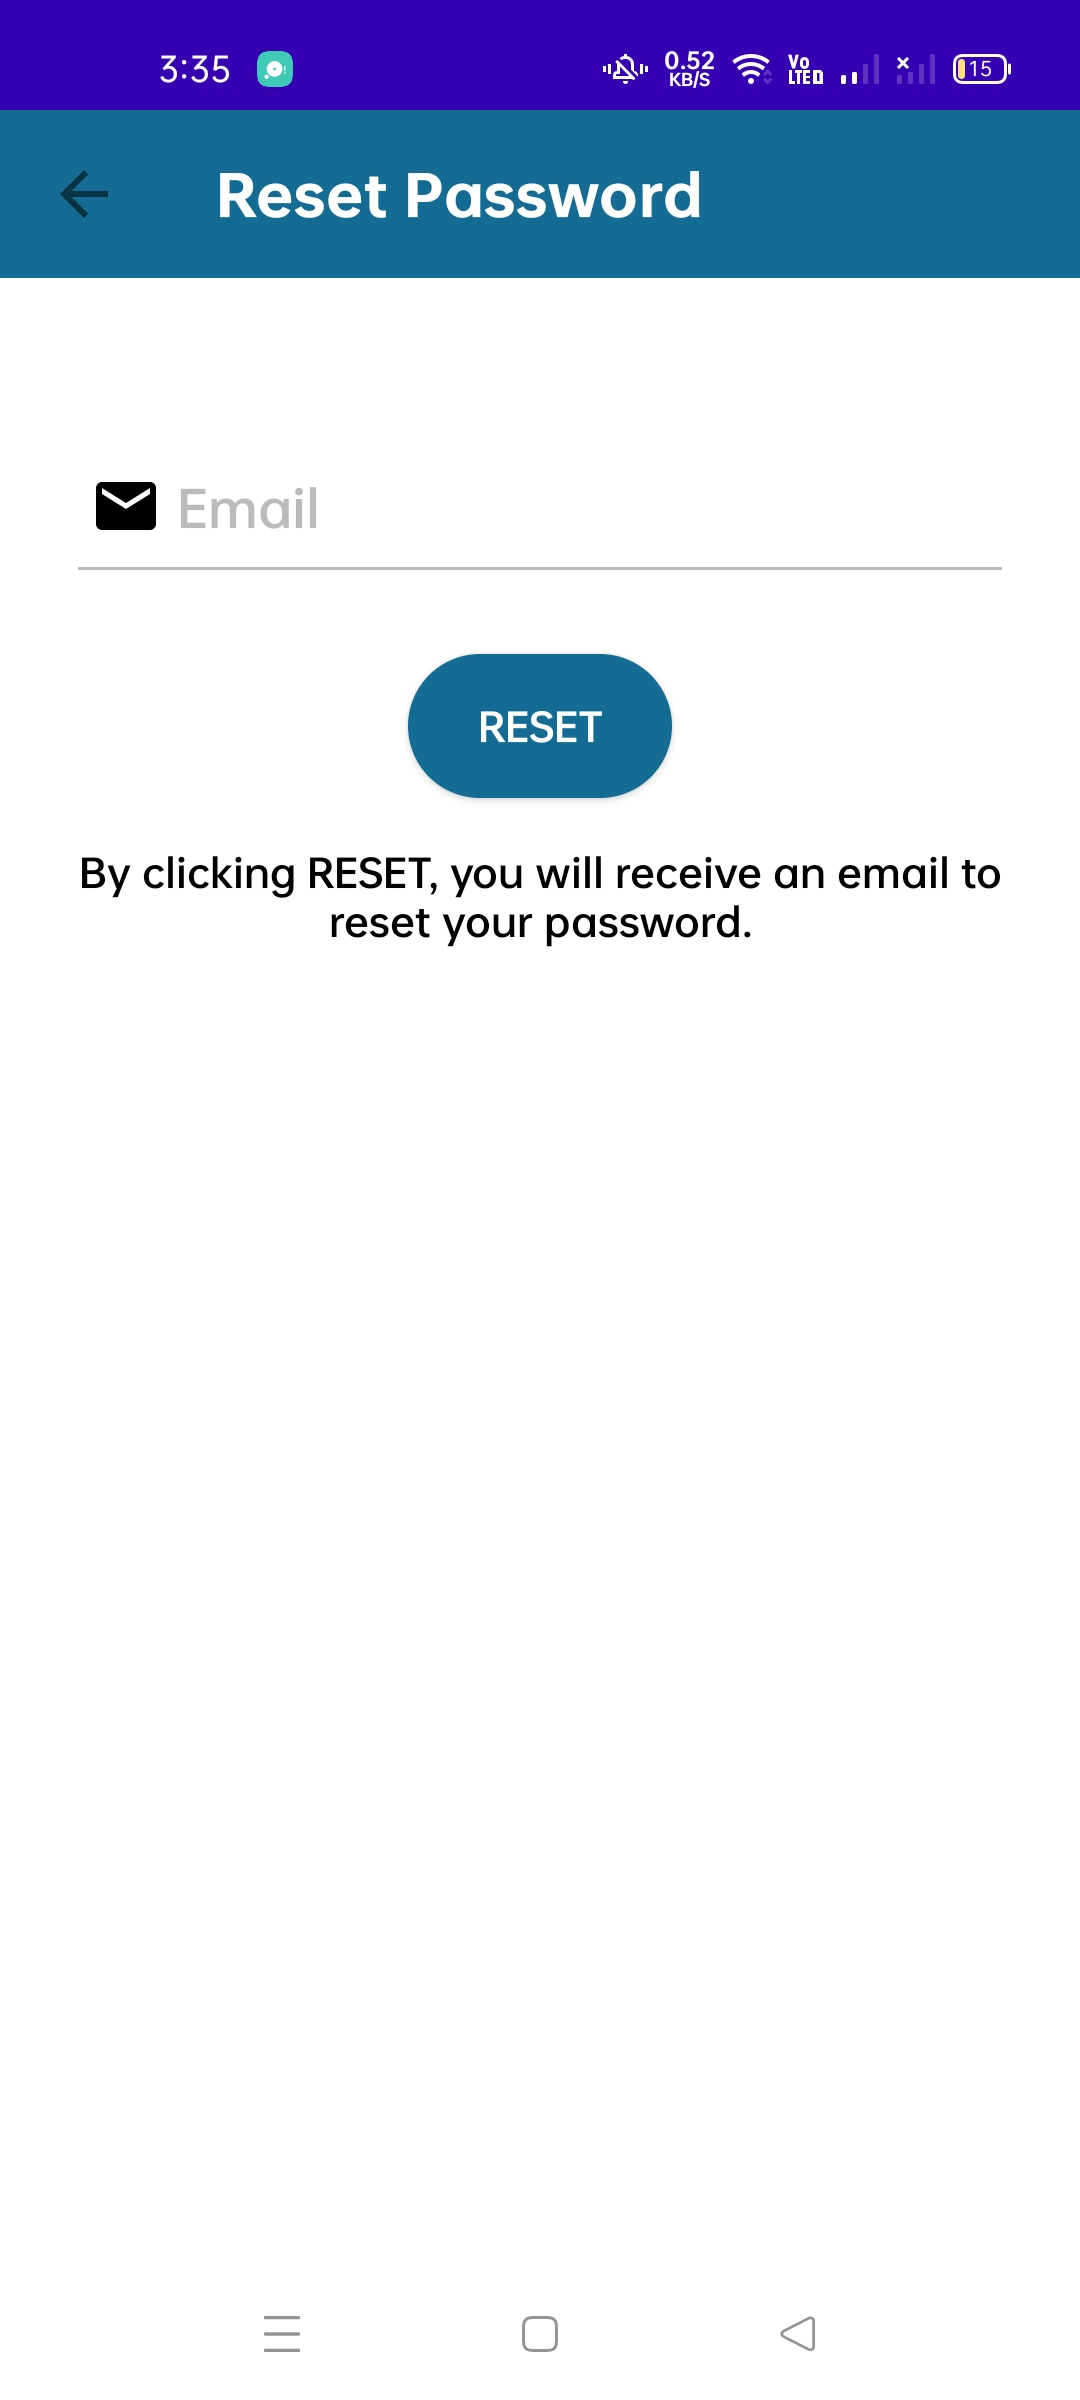 3:35 0.52 KB/S Vo LTE 15
Reset Password
Email
RESET
By clicking RESET, you will receive an email to
reset your password.